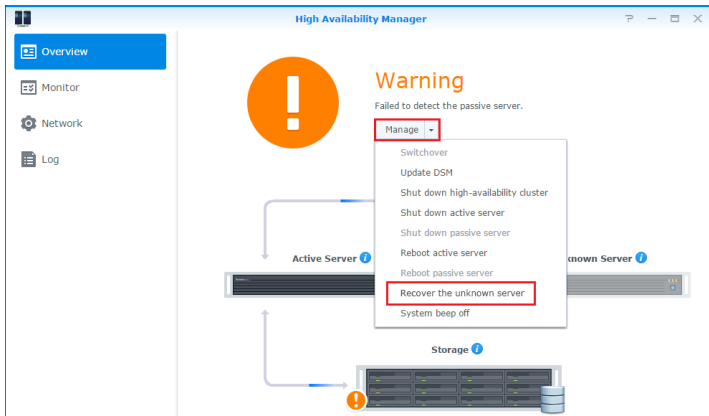 High Availability Manager
Overview
Monitor
Network
Log
Warning
Failed to detect the passive server.
Manage
Switchover
Update DSM
Shut down high-availability cluster
Shut down active server
Shut down passive server
Reboot active server
Reboot passive server
Recover the unknown server
System beep off
Active Server
known Server
Storage